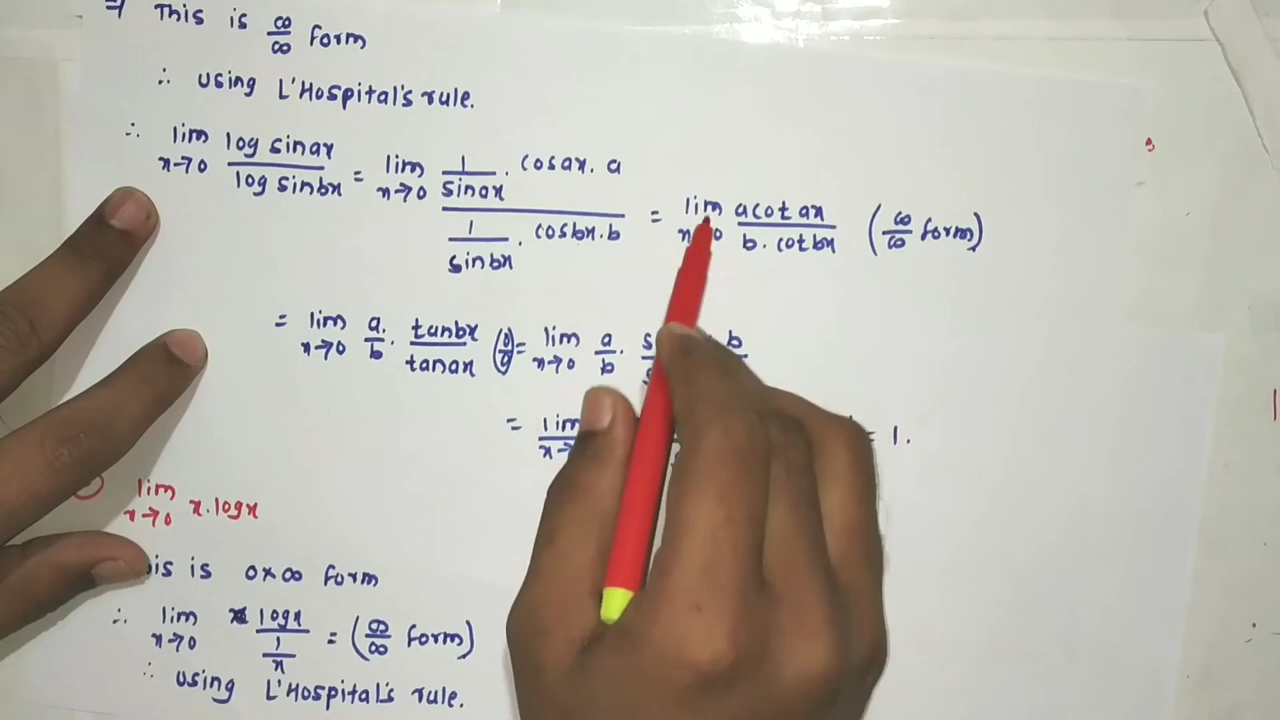 ⇒ This is ∞/∞ form
∴ using L'Hospital's rule.
∴ lim x→0 log sinax / log sinbx = lim x→0 (1/sinax · cosax · a) / (1/sinbx · cosbx · b) = lim x→0 acotax / b·cotbx (∞/∞ form)
= lim x→0 a/b · tanbx/tanax (0/0) = lim x→0 a/b · b
= lim = 1.
lim x→0 x·logx
is is 0×∞ form
∴ lim x→0 logx / 1/x = (∞/∞ form)
∴ using L'Hospital's rule.